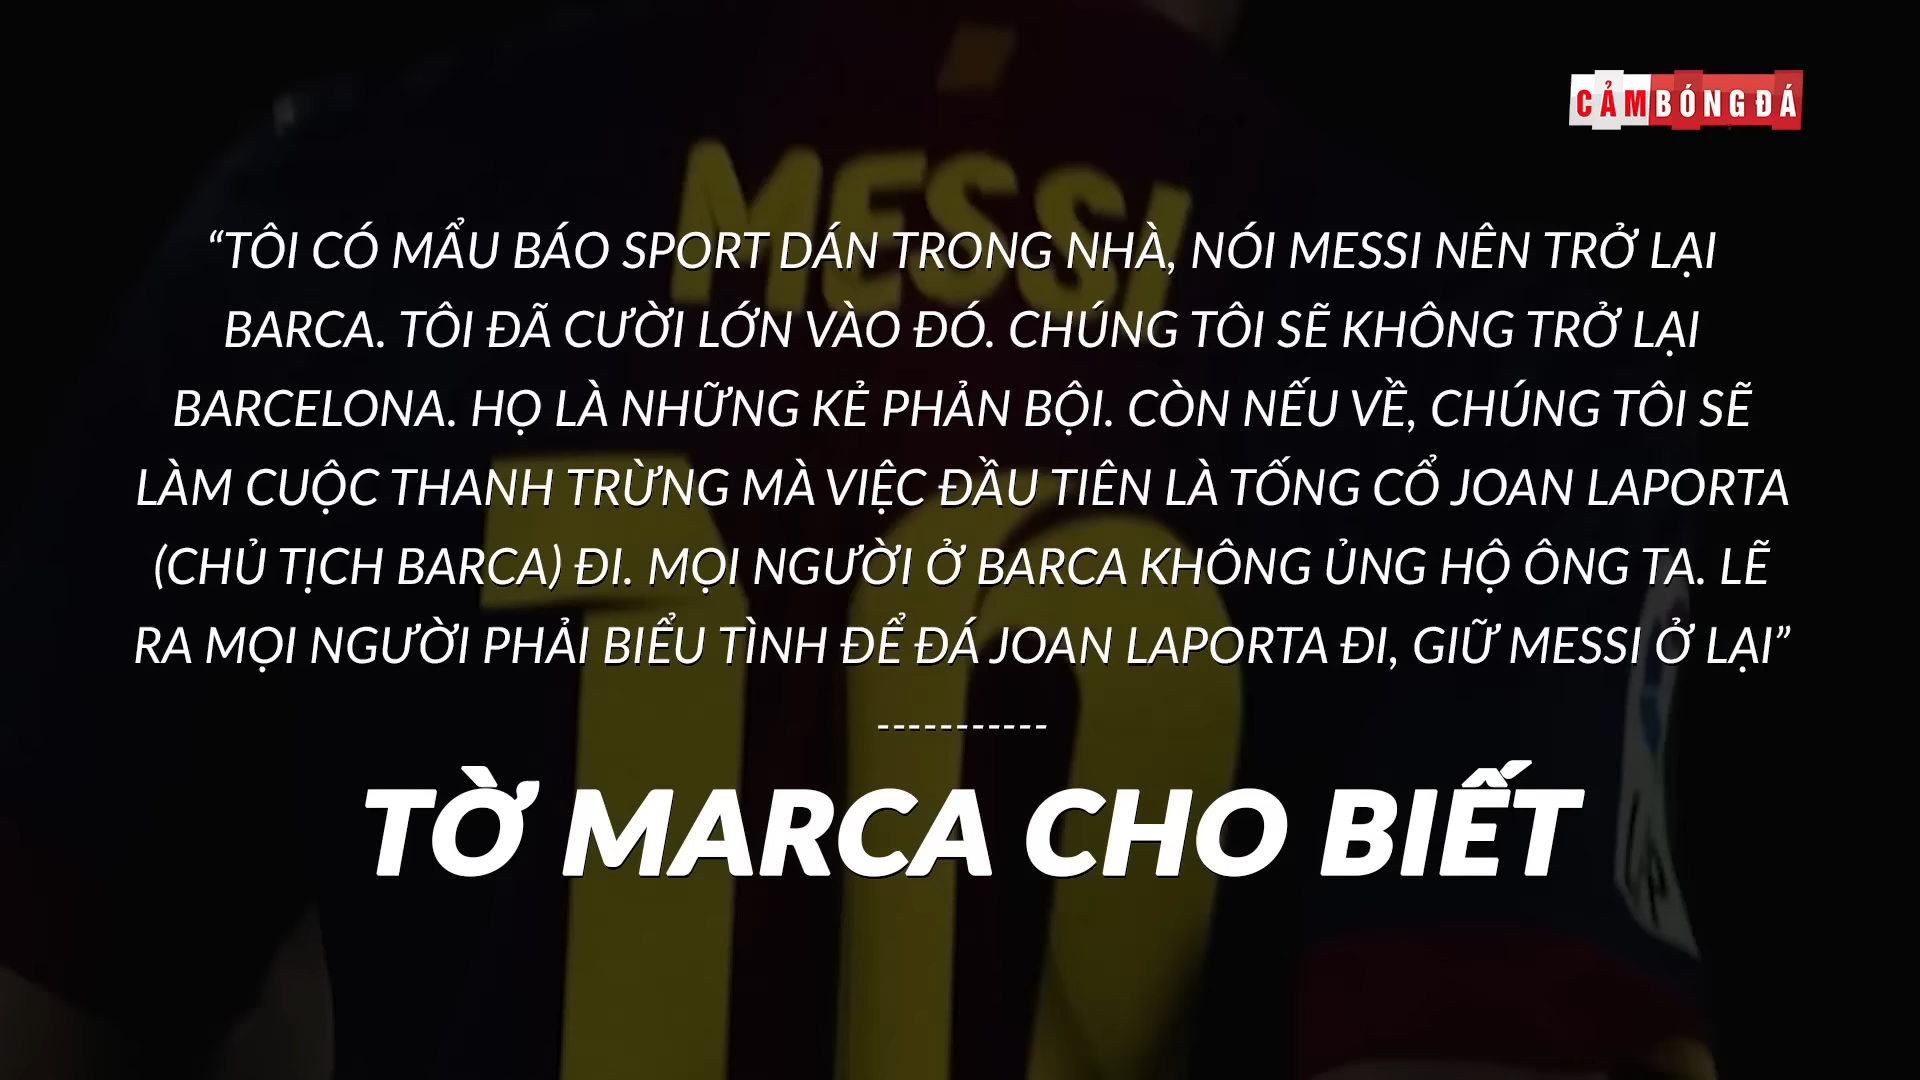 CẢMBÓNGĐÁ
MESSI
10
“TÔI CÓ MẨU BÁO SPORT DÁN TRONG NHÀ, NÓI MESSI NÊN TRỞ LẠI
BARCA. TÔI ĐÃ CƯỜI LỚN VÀO ĐÓ. CHÚNG TÔI SẼ KHÔNG TRỞ LẠI
BARCELONA. HỌ LÀ NHỮNG KẺ PHẢN BỘI. CÒN NẾU VỀ, CHÚNG TÔI SẼ
LÀM CUỘC THANH TRỪNG MÀ VIỆC ĐẦU TIÊN LÀ TỐNG CỔ JOAN LAPORTA
(CHỦ TỊCH BARCA) ĐI. MỌI NGƯỜI Ở BARCA KHÔNG ỦNG HỘ ÔNG TA. LẼ
RA MỌI NGƯỜI PHẢI BIỂU TÌNH ĐỂ ĐÁ JOAN LAPORTA ĐI, GIỮ MESSI Ở LẠI”
-----------
TỜ MARCA CHO BIẾT